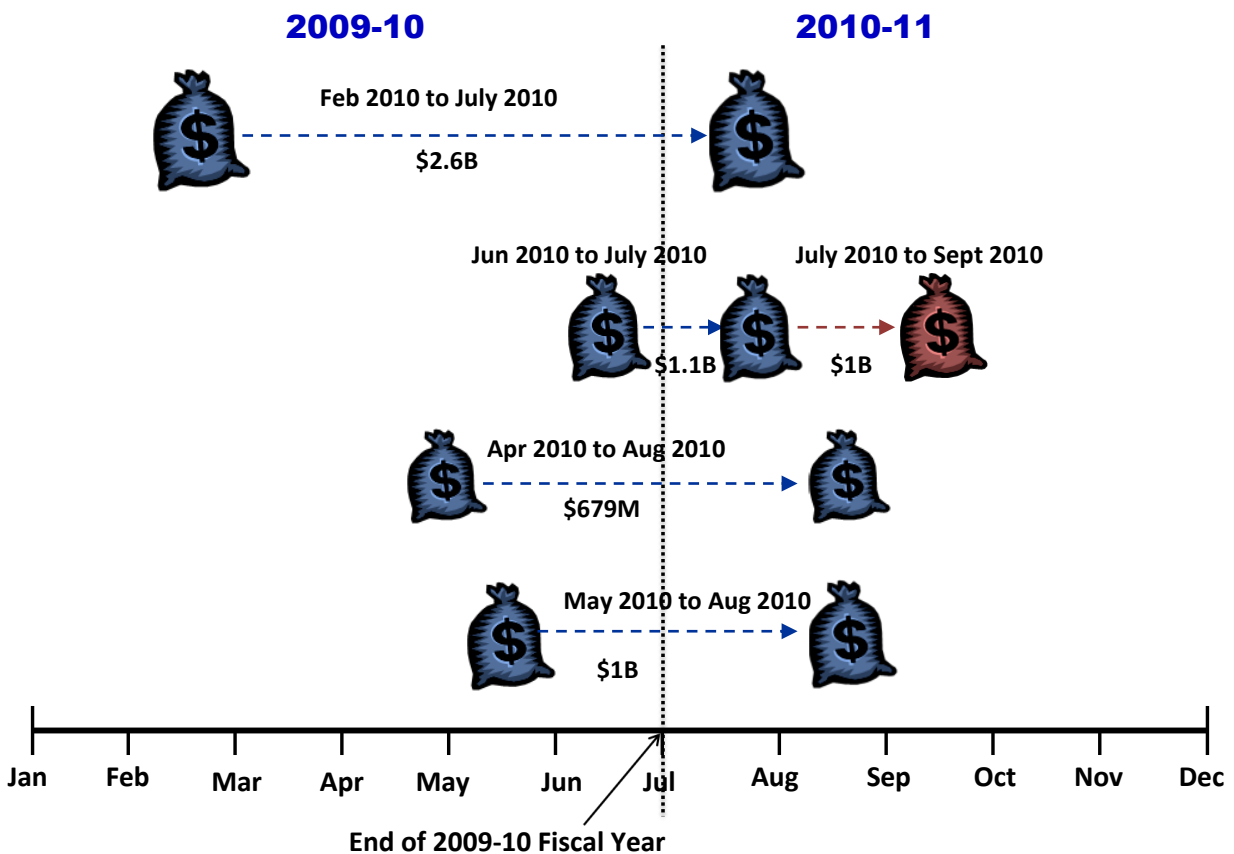 2009-10
2010-11
Feb 2010 to July 2010
$
$
$2.6B
Jun 2010 to July 2010
July 2010 to Sept 2010
$
$
$
$1.1B
$1B
Apr 2010 to Aug 2010
$
$
$679M
May 2010 to Aug 2010
$
$
$1B
Jan
Feb
Mar
Apr
May
Jun
Jul
Aug
Sep
Oct
Nov
Dec
End of 2009-10 Fiscal Year